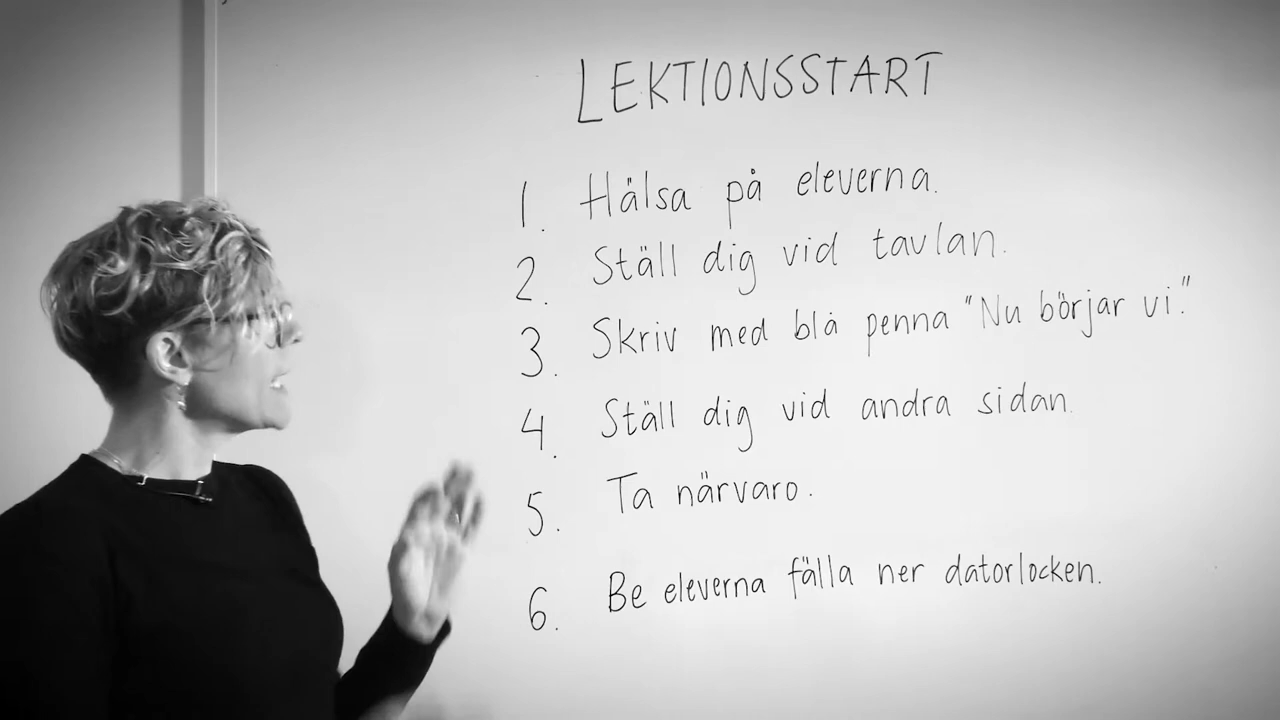 LEKTIONSSTART
1. Hälsa på eleverna.
2. Ställ dig vid tavlan.
3. Skriv med blå penna "Nu börjar vi."
4. Ställ dig vid andra sidan.
5. Ta närvaro.
6. Be eleverna fälla ner datorlocken.